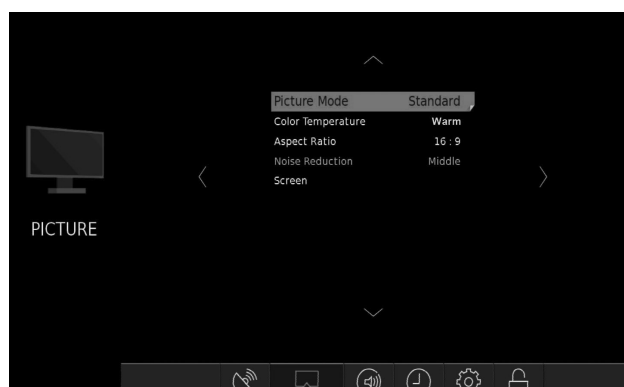 Picture Mode Standard
Color Temperature Warm
Aspect Ratio 16 : 9
Noise Reduction Middle
Screen
PICTURE